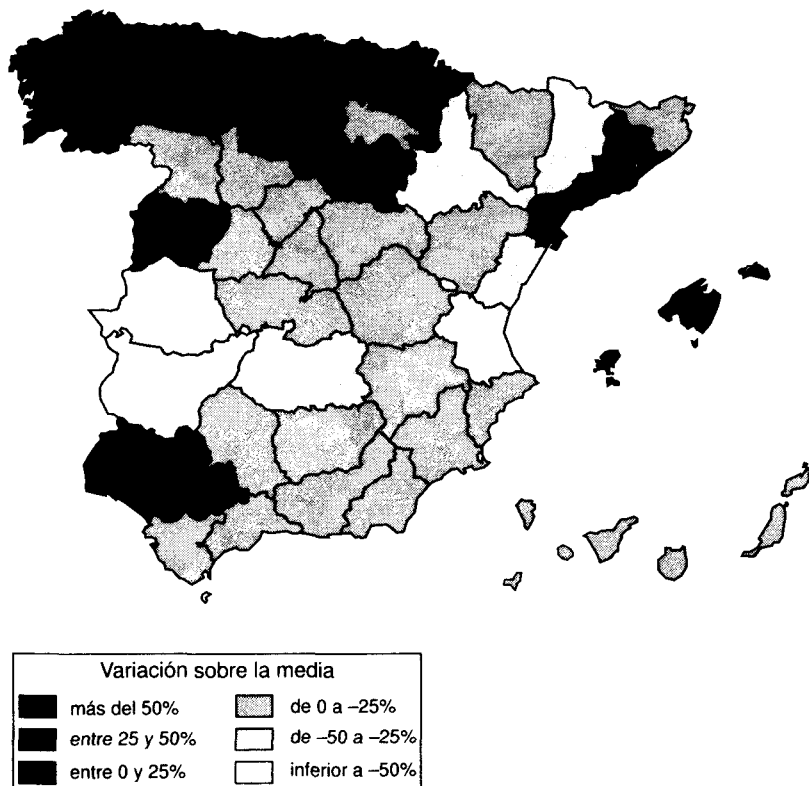 Variación sobre la media
más del 50%
entre 25 y 50%
entre 0 y 25%
de 0 a –25%
de –50 a –25%
inferior a –50%